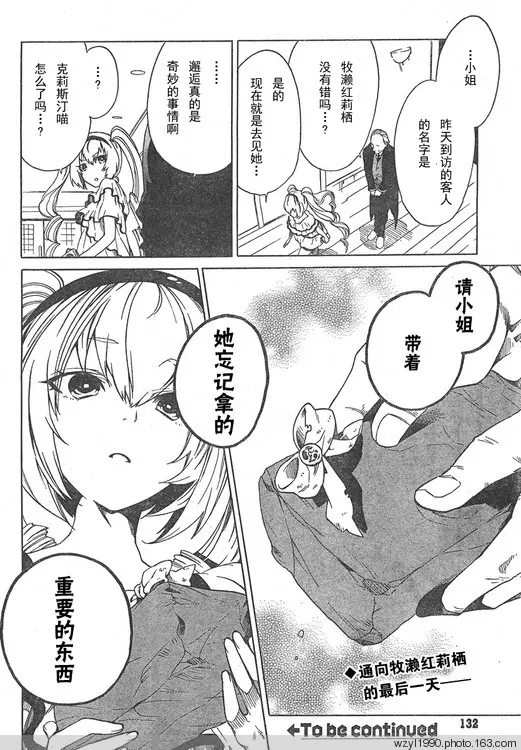 …小姐
昨天到访的客人
的名字是
牧濑红莉栖
没有错吗…?
是的
现在就是去见她…
……
邂逅真的是
奇妙的事情啊
…?
克莉斯汀喵
怎么了吗…?
请小姐
带着
她忘记拿的
重要的东西
◆通向牧濑红莉栖
的最后一天——
←To be continued
132
www.wzyl1990.photo.163.com